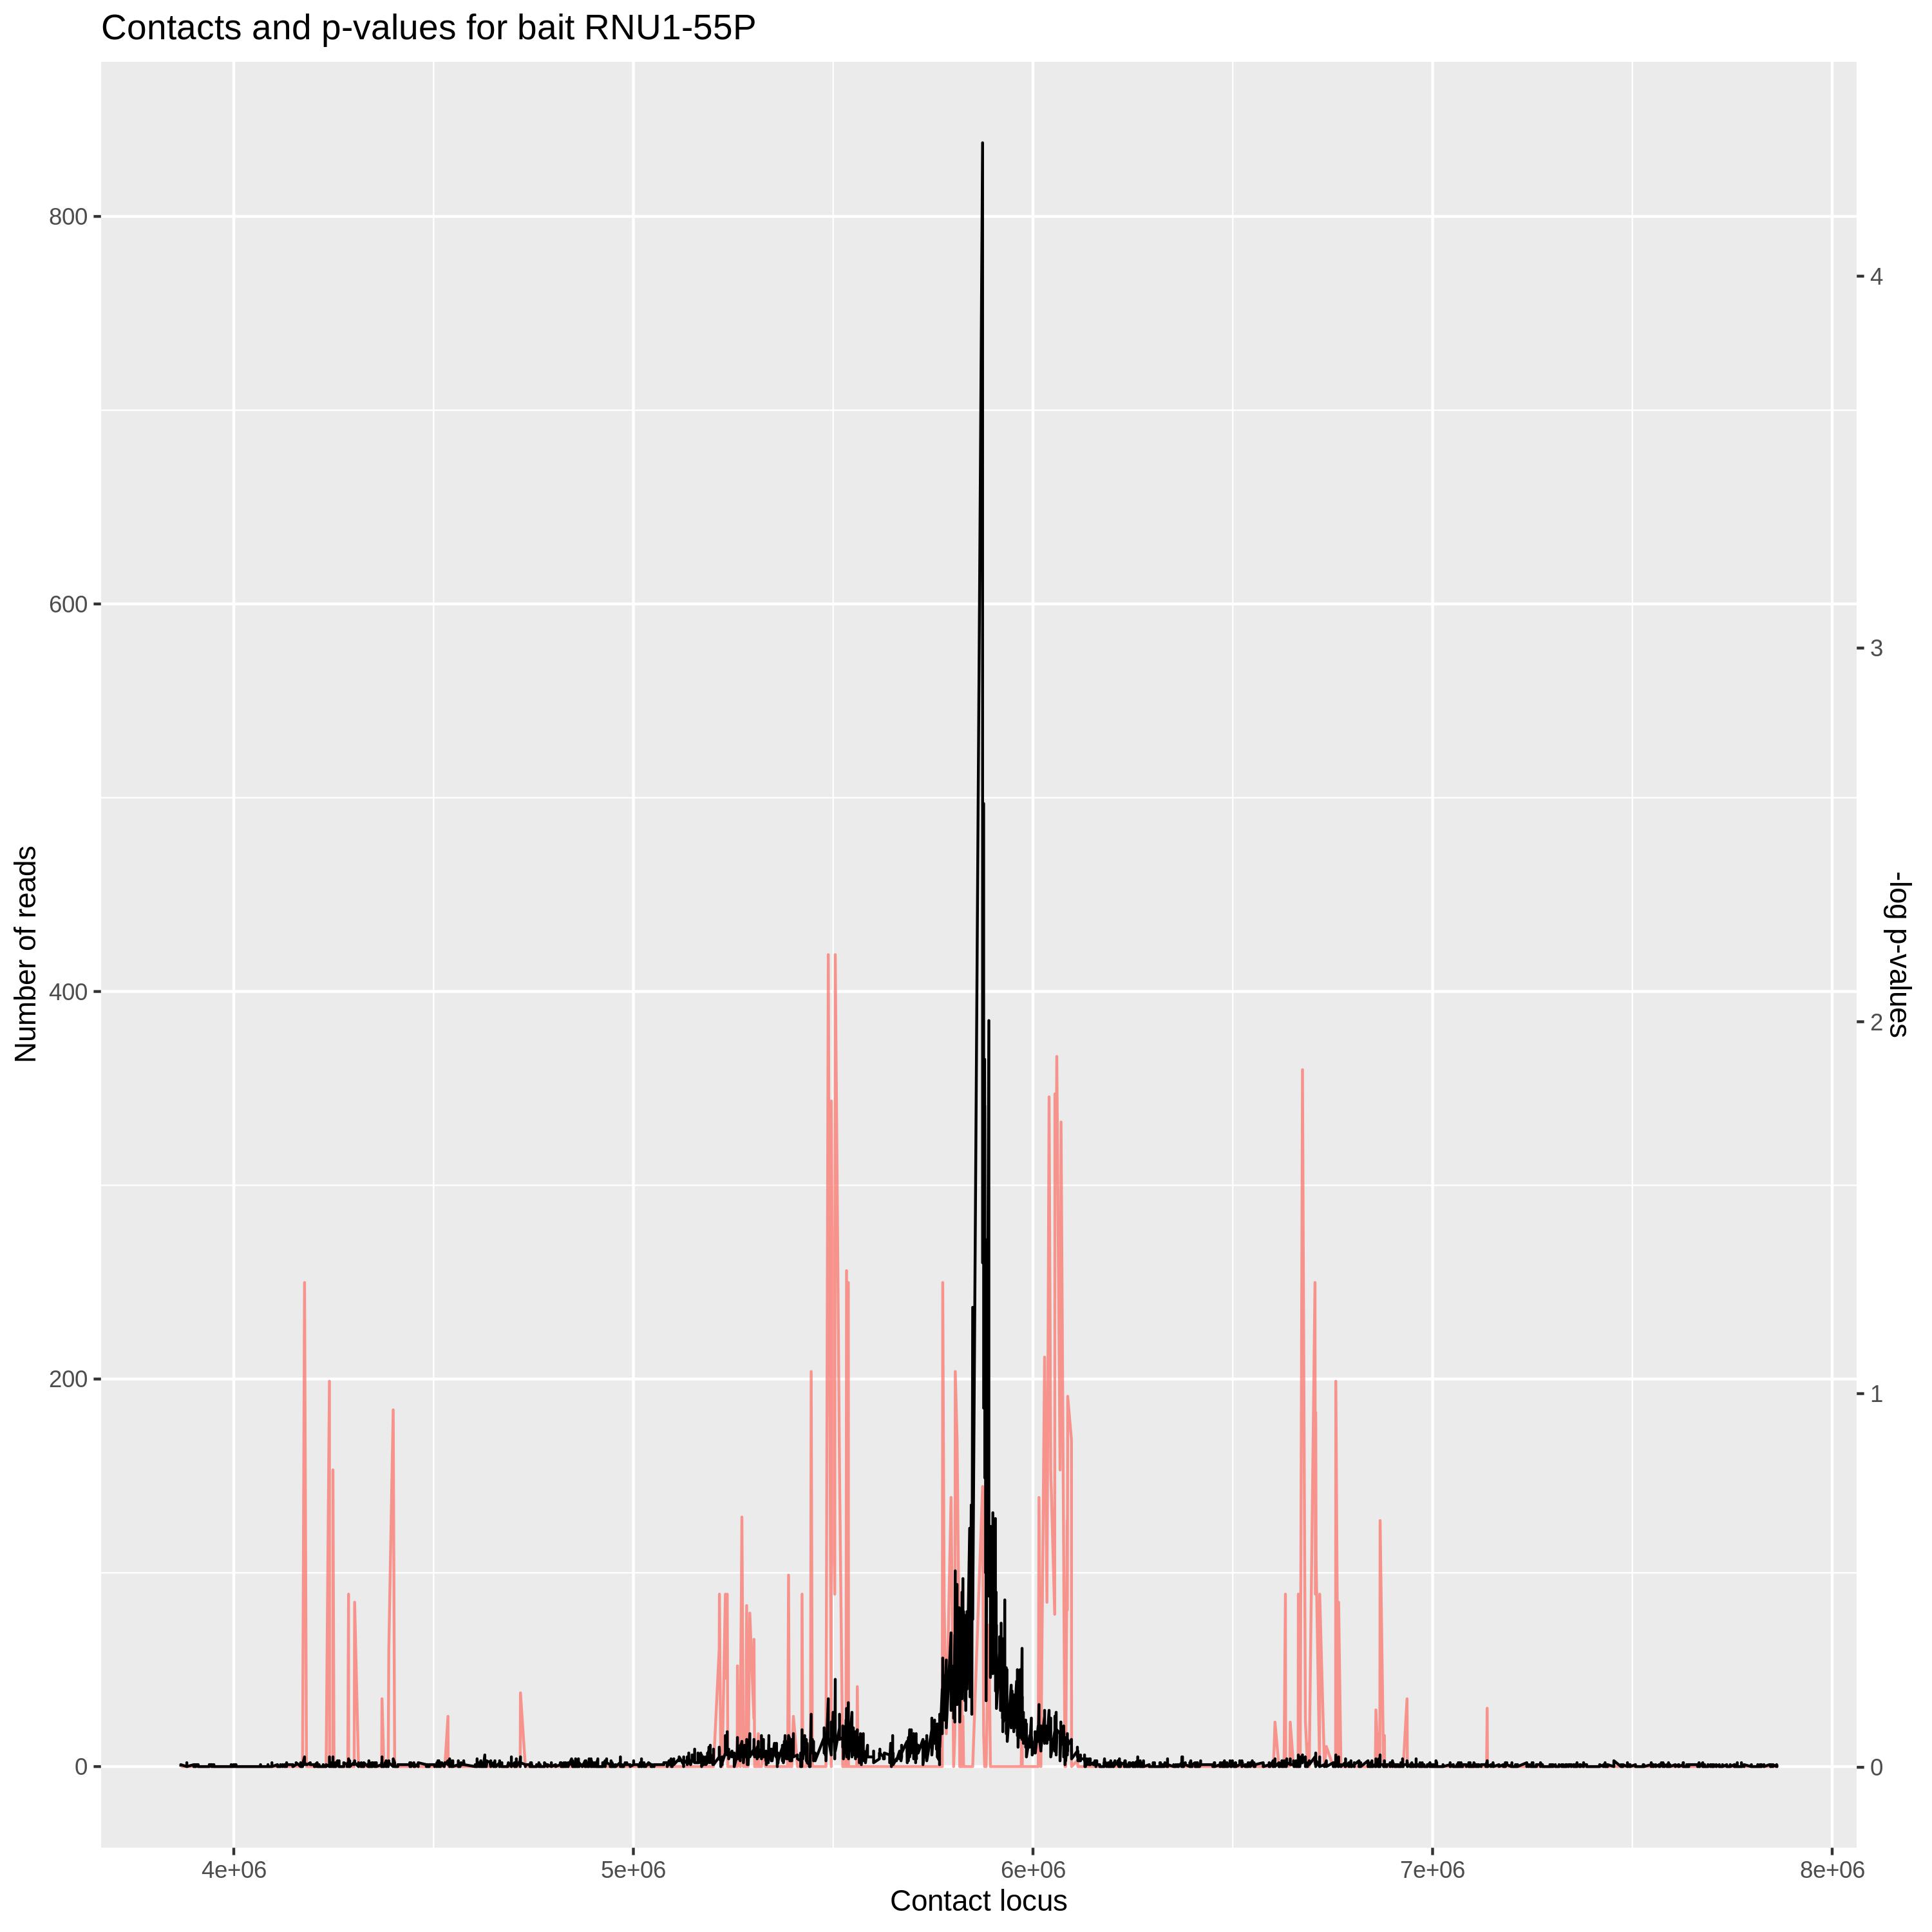 Contacts and p-values for bait RNU1-55P
800
600
400
200
0
4
3
2
1
0
Number of reads
-log p-values
4e+06
5e+06
6e+06
7e+06
8e+06
Contact locus